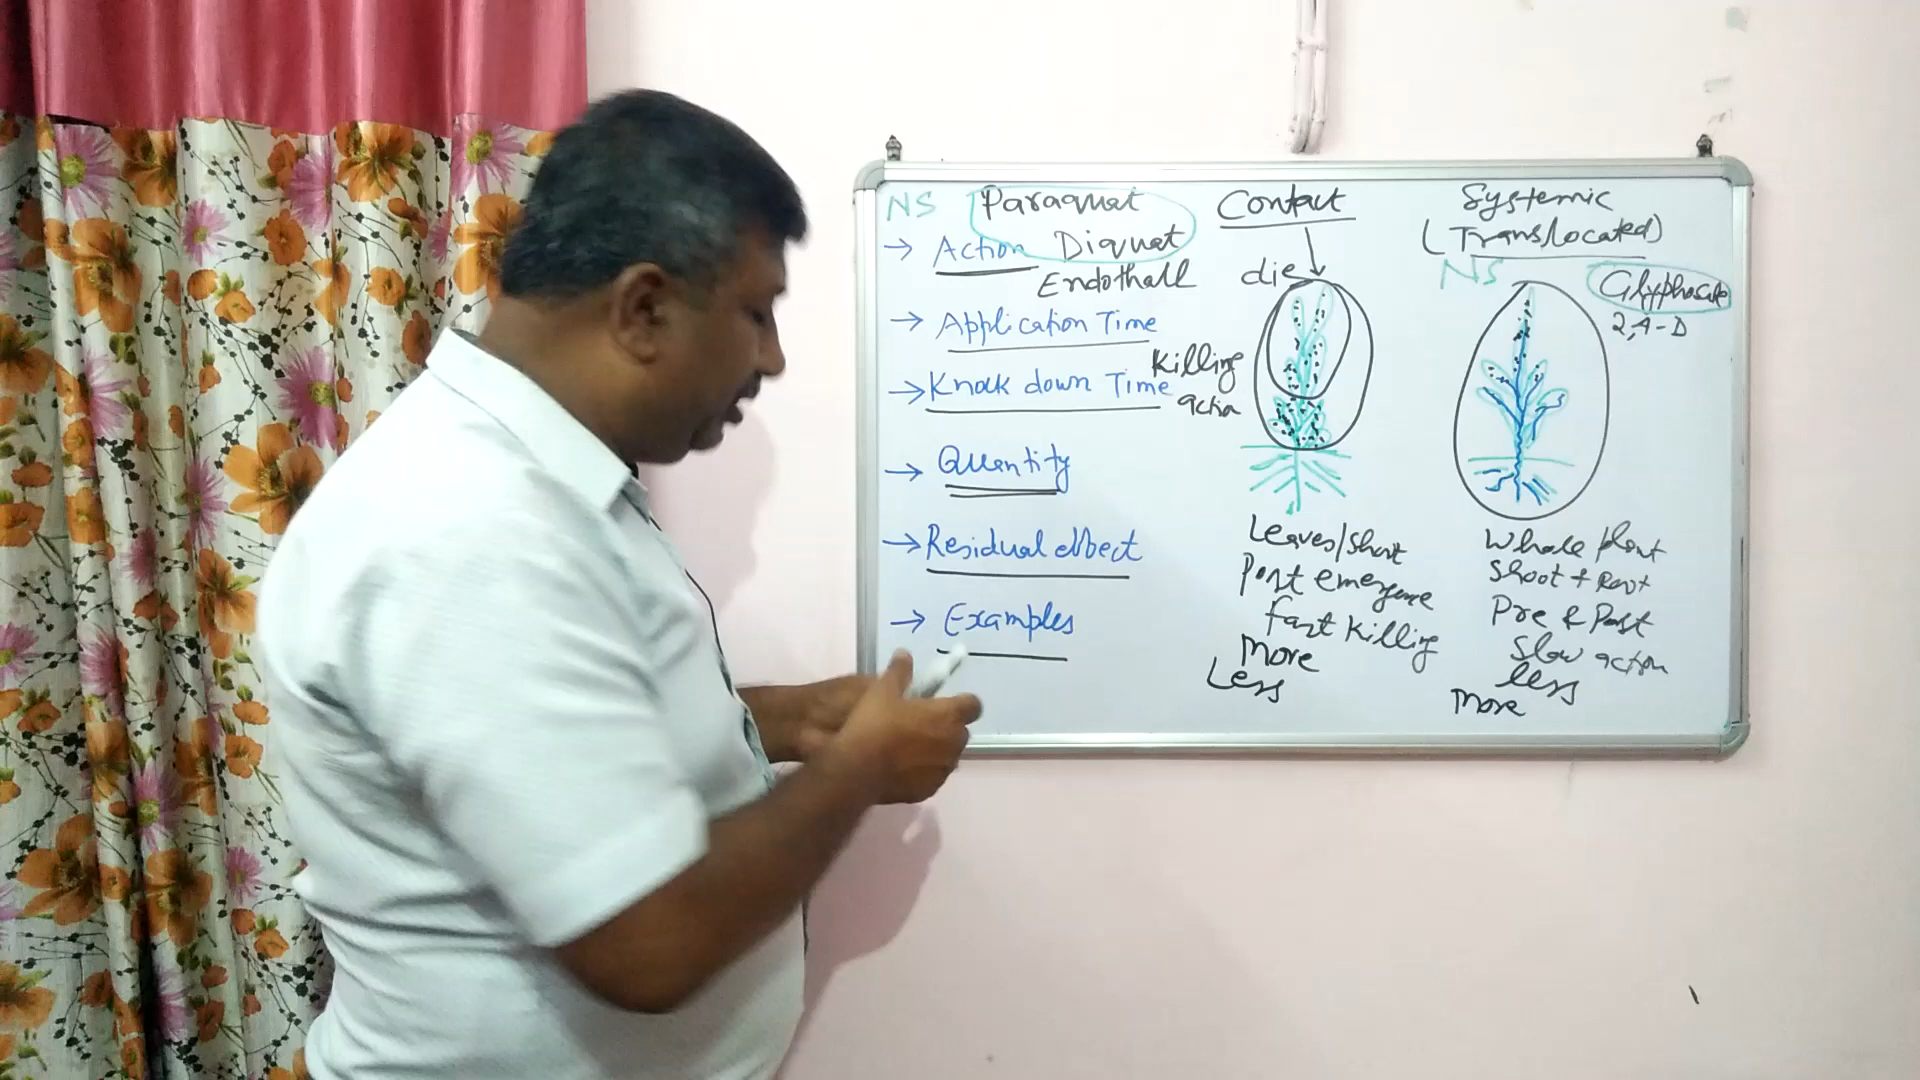 NS Paraquat
→ Action Diquat
Endothall
→ Application Time
→ Knock down Time
→ Quantity
→ Residual effect
→ Examples
Contact
die
Killing
action
Leaves/Shoot
Post emergence
fast Killing
More
Less
Systemic
(Translocated)
NS
Glyphosate
2,4-D
Whole plant
Shoot + Root
Pre & Post
Slow action
less
More